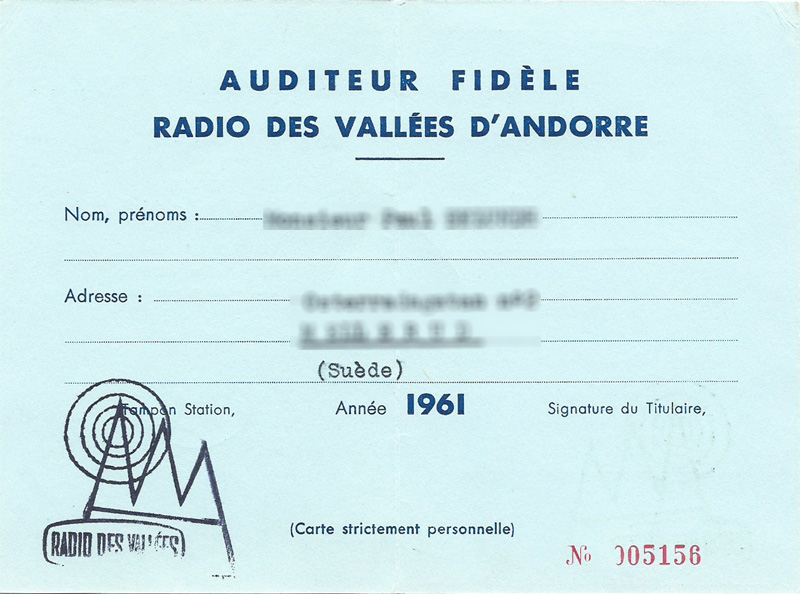 AUDITEUR FIDÈLE
RADIO DES VALLÉES D'ANDORRE
Nom, prénoms :
Adresse :
(Suède)
Tampon Station,
Année 1961
Signature du Titulaire,
RADIO DES VALLÉES
(Carte strictement personnelle)
No 005156